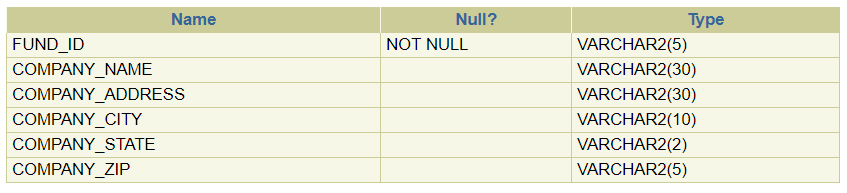 Name Null? Type
FUND_ID NOT NULL VARCHAR2(5)
COMPANY_NAME VARCHAR2(30)
COMPANY_ADDRESS VARCHAR2(30)
COMPANY_CITY VARCHAR2(10)
COMPANY_STATE VARCHAR2(2)
COMPANY_ZIP VARCHAR2(5)